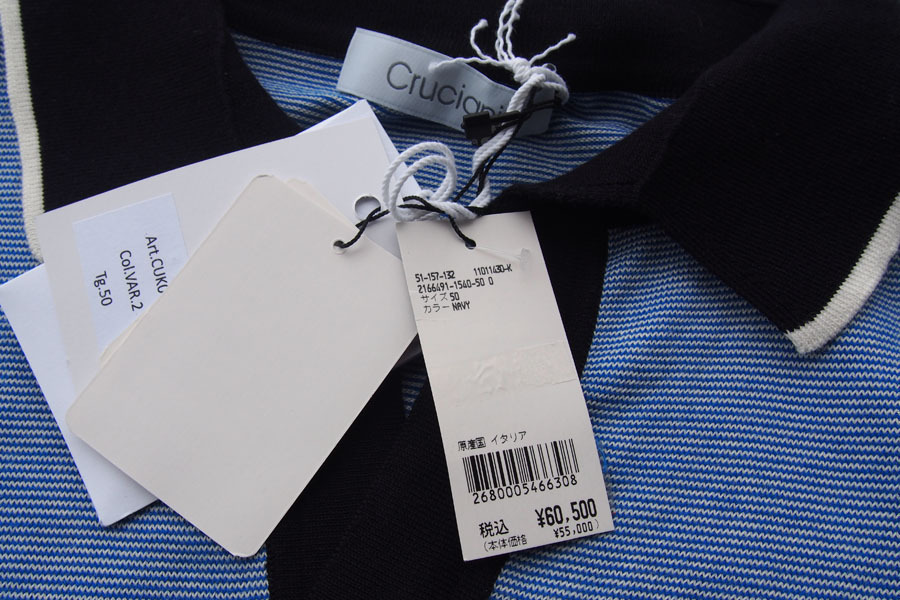 Cruciani
Art.CUKU
Col.VAR.2
Tg.50
51-157-132 11011430-K
2166491-1540-50 0
サイズ 50
カラー NAVY
原産国 イタリア
2680005466308
税込 ¥60,500
(本体価格 ¥55,000)